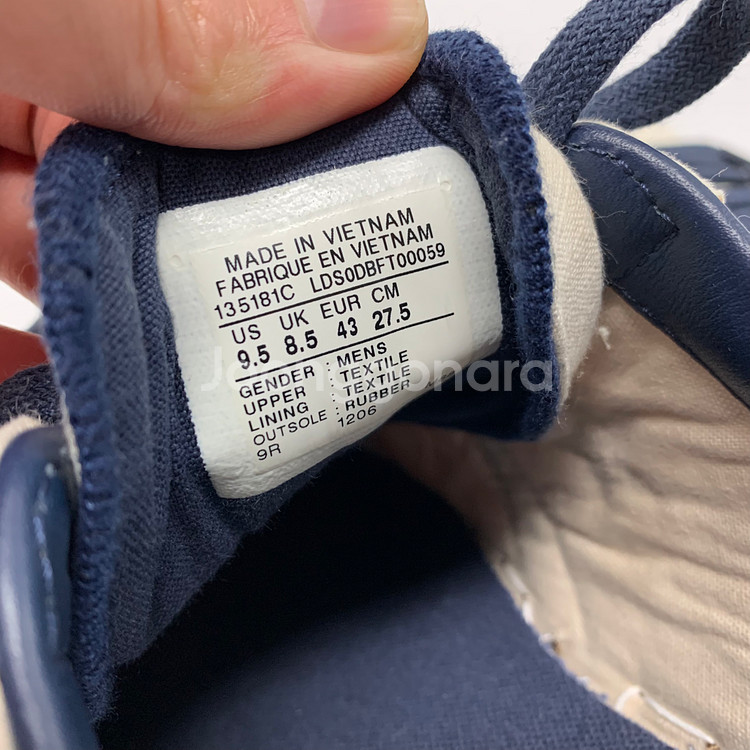 MADE IN VIETNAM
FABRIQUE EN VIETNAM
135181C LDS0DBFT00059
US UK EUR CM
9.5 8.5 43 27.5
GENDER : MENS
UPPER : TEXTILE
LINING : TEXTILE
OUTSOLE : RUBBER
9R 1206
Joonggonara